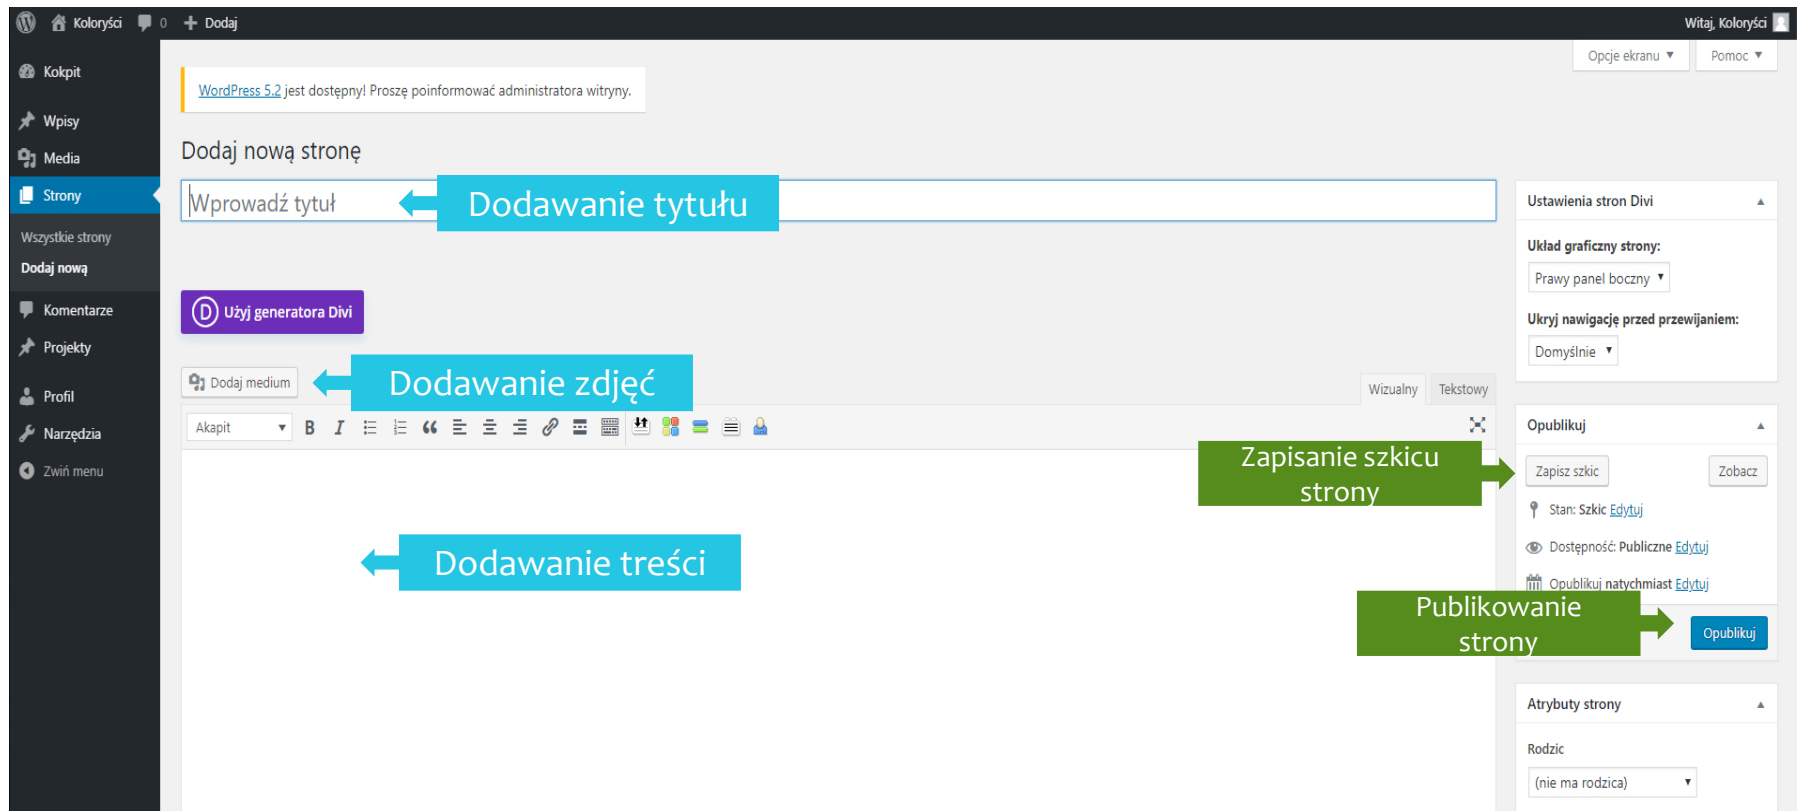 Koloryści 0 Dodaj Witaj, Koloryści
Opcje ekranu Pomoc
Kokpit
WordPress 5.2 jest dostępny! Proszę poinformować administratora witryny.
Wpisy
Media
Strony
Wszystkie strony
Dodaj nową
Komentarze
Projekty
Profil
Narzędzia
Zwiń menu
Dodaj nową stronę
Wprowadź tytuł
Dodawanie tytułu
D Użyj generatora Divi
Dodaj medium
Dodawanie zdjęć
Wizualny Tekstowy
Akapit B I
Dodawanie treści
Ustawienia stron Divi
Układ graficzny strony:
Prawy panel boczny
Ukryj nawigację przed przewijaniem:
Domyślnie
Opublikuj
Zapisanie szkicu
strony
Zapisz szkic Zobacz
Stan: Szkic Edytuj
Dostępność: Publiczne Edytuj
Opublikuj natychmiast Edytuj
Publikowanie
strony
Opublikuj
Atrybuty strony
Rodzic
(nie ma rodzica)